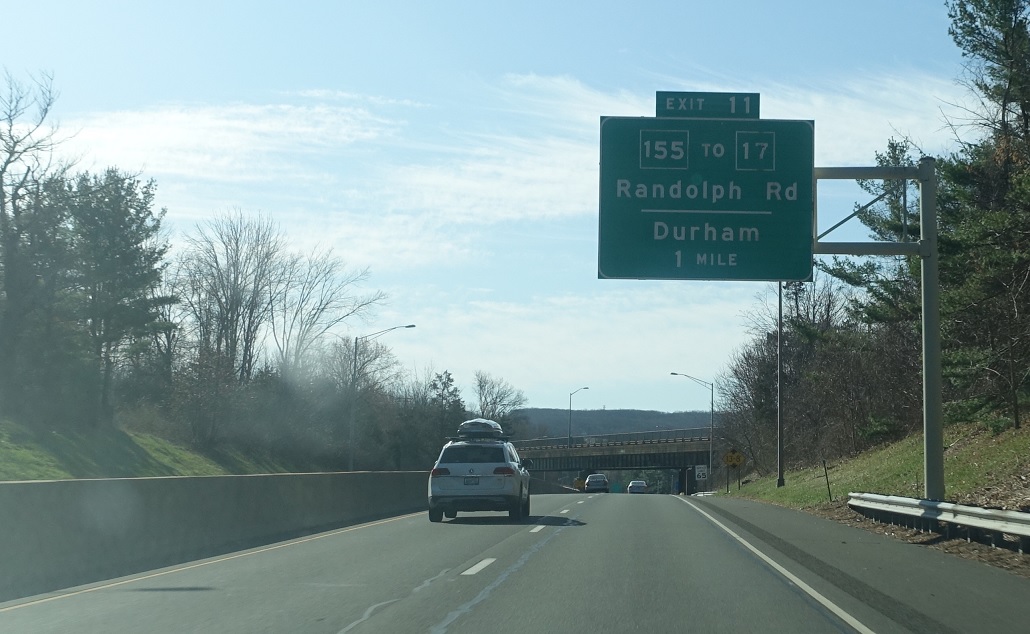 EXIT 11
155 TO 17
Randolph Rd
Durham
1 MILE